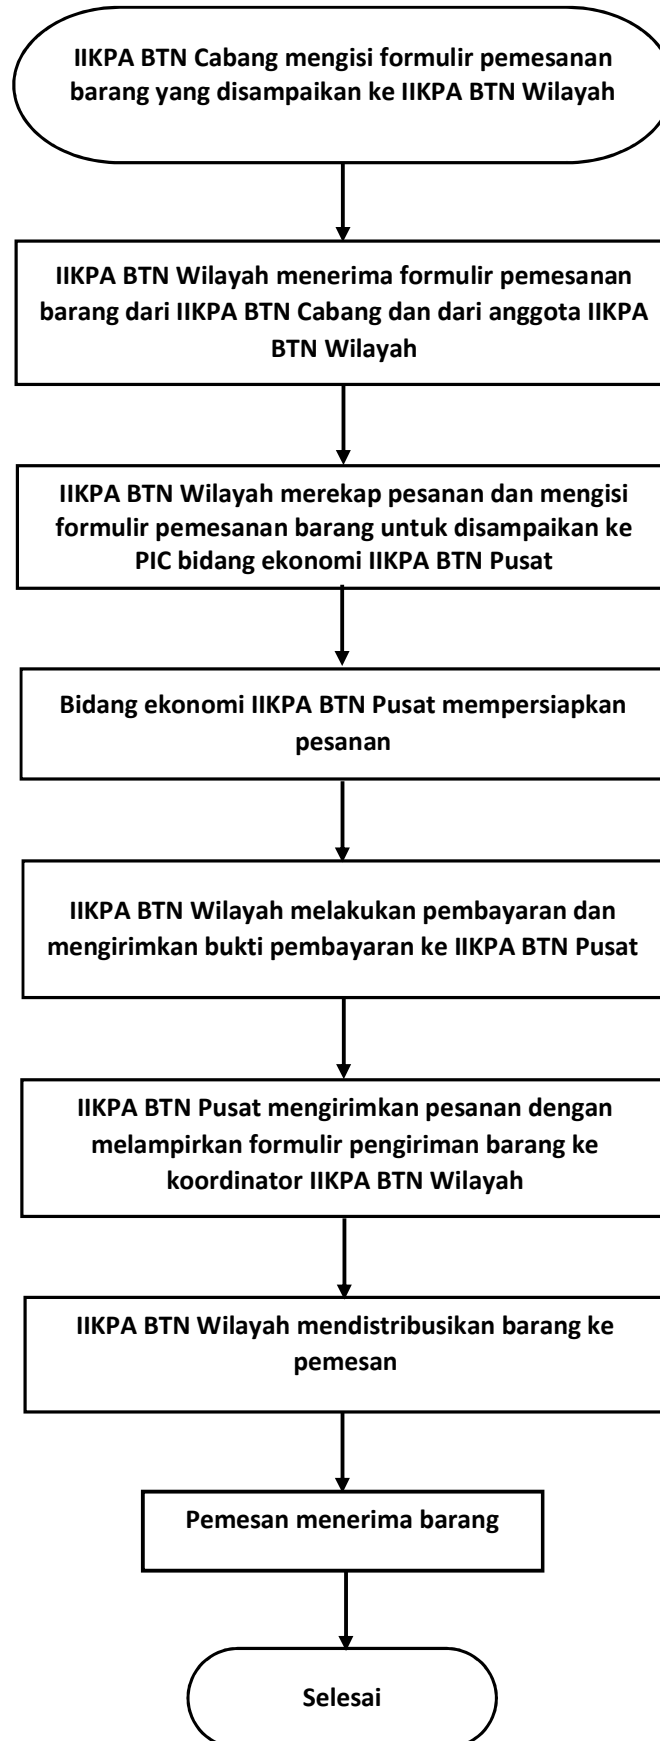 IIKPA BTN Cabang mengisi formulir pemesanan
barang yang disampaikan ke IIKPA BTN Wilayah
IIKPA BTN Wilayah menerima formulir pemesanan
barang dari IIKPA BTN Cabang dan dari anggota IIKPA
BTN Wilayah
IIKPA BTN Wilayah merekap pesanan dan mengisi
formulir pemesanan barang untuk disampaikan ke
PIC bidang ekonomi IIKPA BTN Pusat
Bidang ekonomi IIKPA BTN Pusat mempersiapkan
pesanan
IIKPA BTN Wilayah melakukan pembayaran dan
mengirimkan bukti pembayaran ke IIKPA BTN Pusat
IIKPA BTN Pusat mengirimkan pesanan dengan
melampirkan formulir pengiriman barang ke
koordinator IIKPA BTN Wilayah
IIKPA BTN Wilayah mendistribusikan barang ke
pemesan
Pemesan menerima barang
Selesai